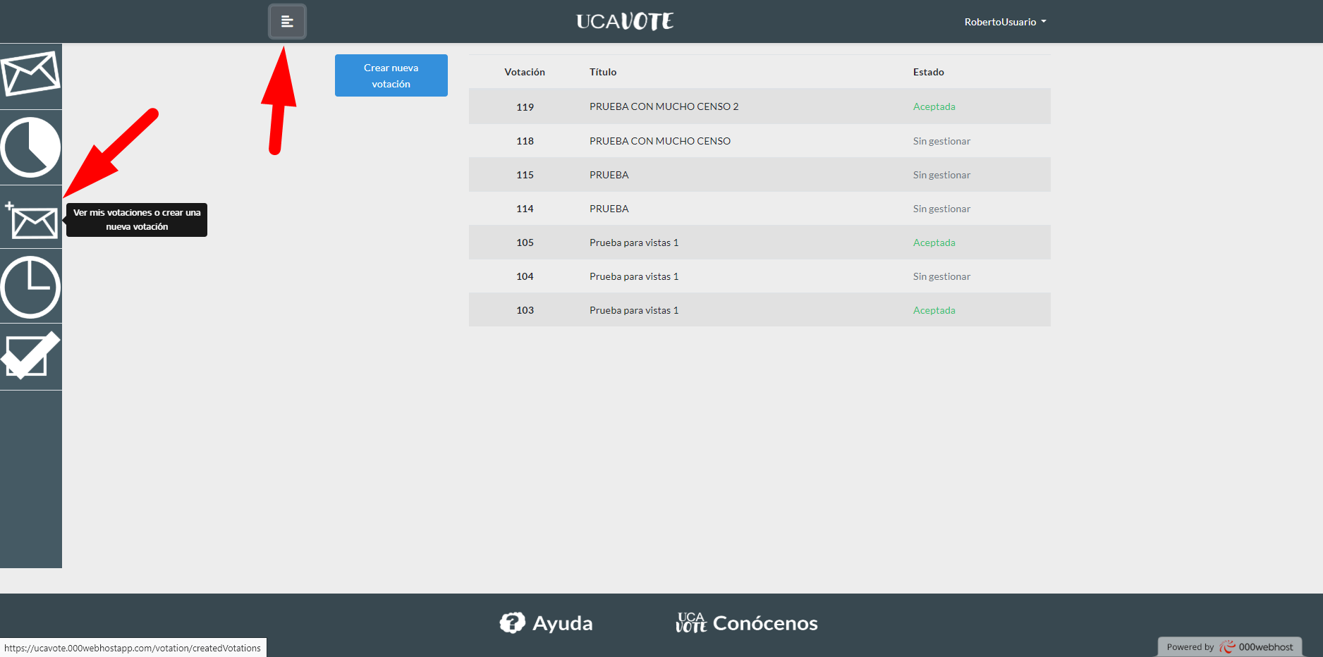 UCAVOTE
RobertoUsuario
Crear nueva
votación
Votación Título Estado
119 PRUEBA CON MUCHO CENSO 2 Aceptada
118 PRUEBA CON MUCHO CENSO Sin gestionar
115 PRUEBA Sin gestionar
114 PRUEBA Sin gestionar
105 Prueba para vistas 1 Aceptada
104 Prueba para vistas 1 Sin gestionar
103 Prueba para vistas 1 Aceptada
Ver mis votaciones o crear una
nueva votación
? Ayuda
UCA
VOTE Conócenos
https://ucavote.000webhostapp.com/votation/createdVotations
Powered by 000webhost